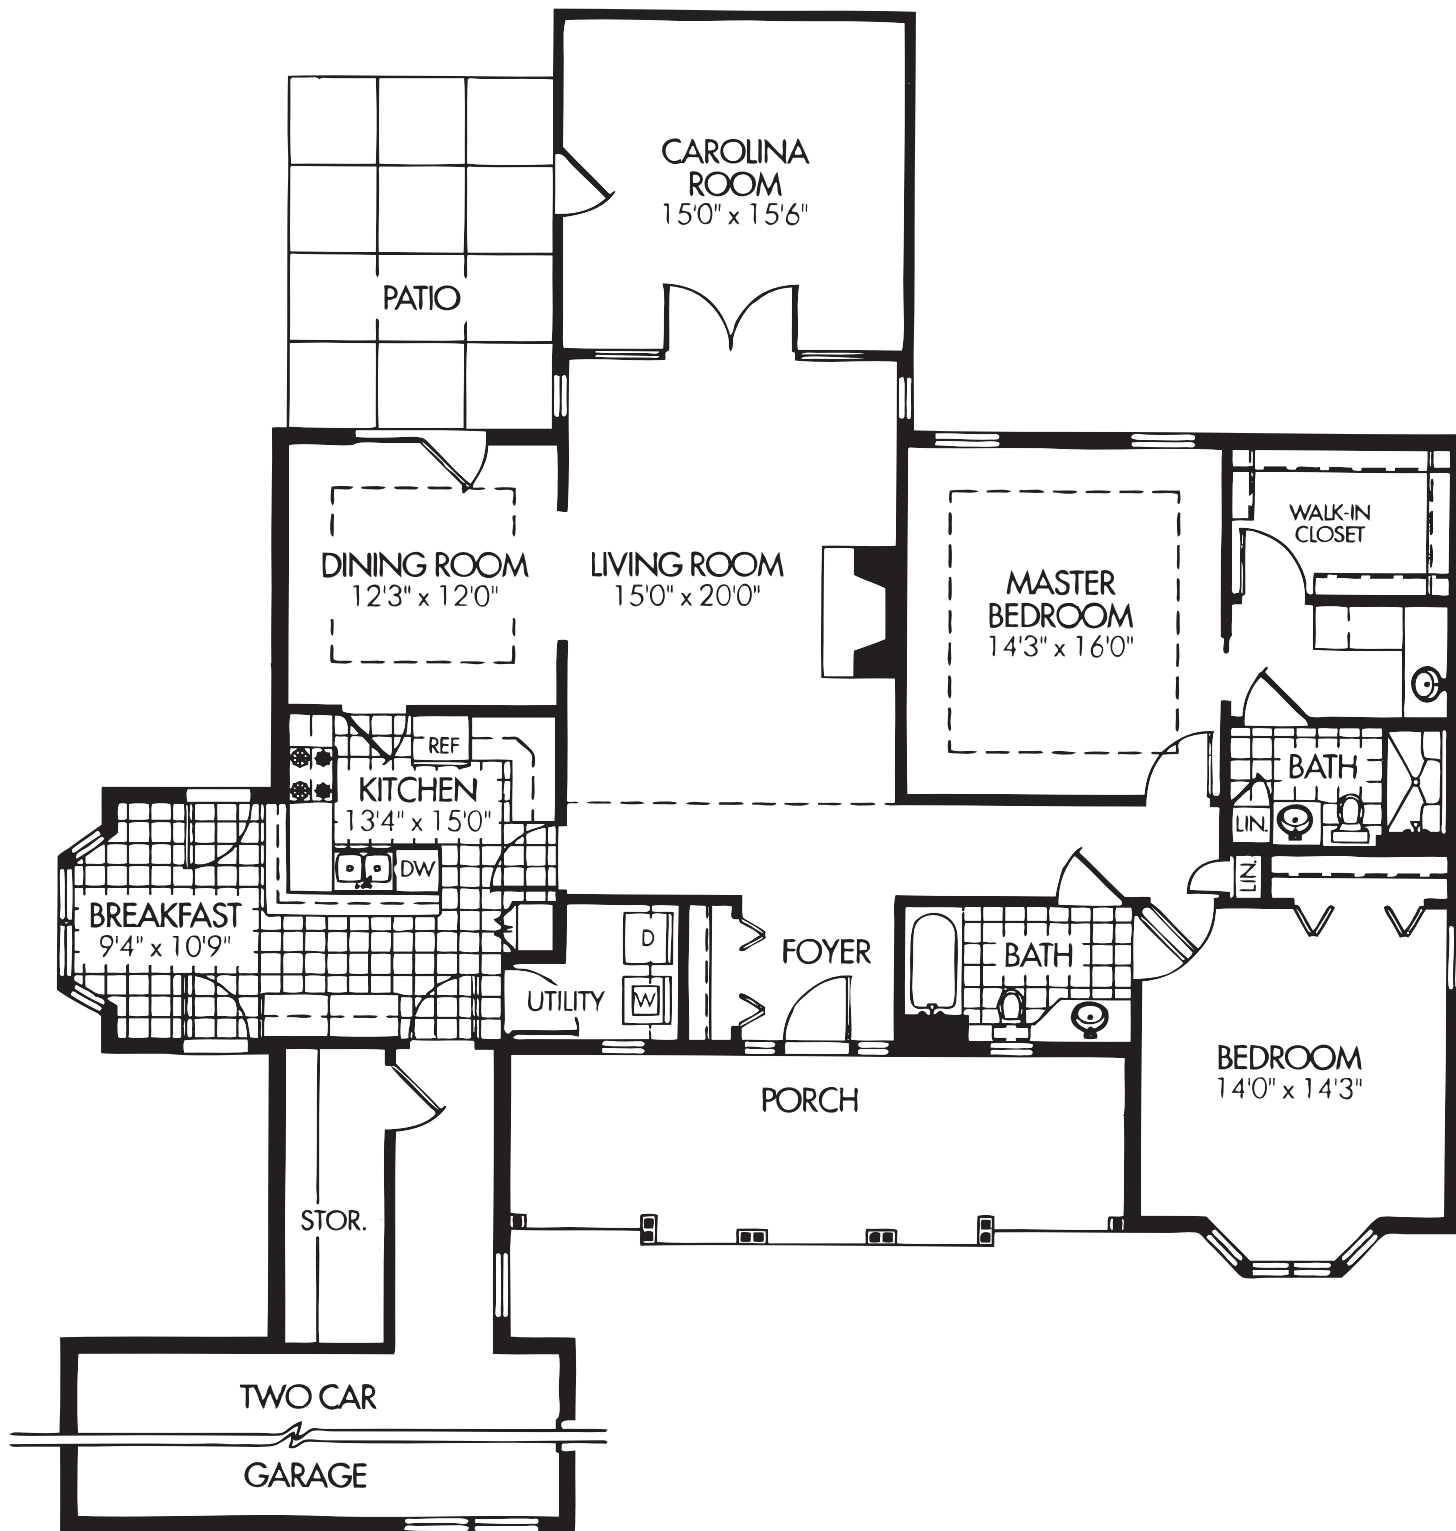 CAROLINA
ROOM
15'0" x 15'6"
PATIO
DINING ROOM
12'3" x 12'0"
LIVING ROOM
15'0" x 20'0"
MASTER
BEDROOM
14'3" x 16'0"
WALK-IN
CLOSET
REF
KITCHEN
13'4" x 15'0"
DW
BATH
LIN.
LIN.
BREAKFAST
9'4" x 10'9"
D
UTILITY
W
FOYER
BATH
BEDROOM
14'0" x 14'3"
PORCH
STOR.
TWO CAR
GARAGE